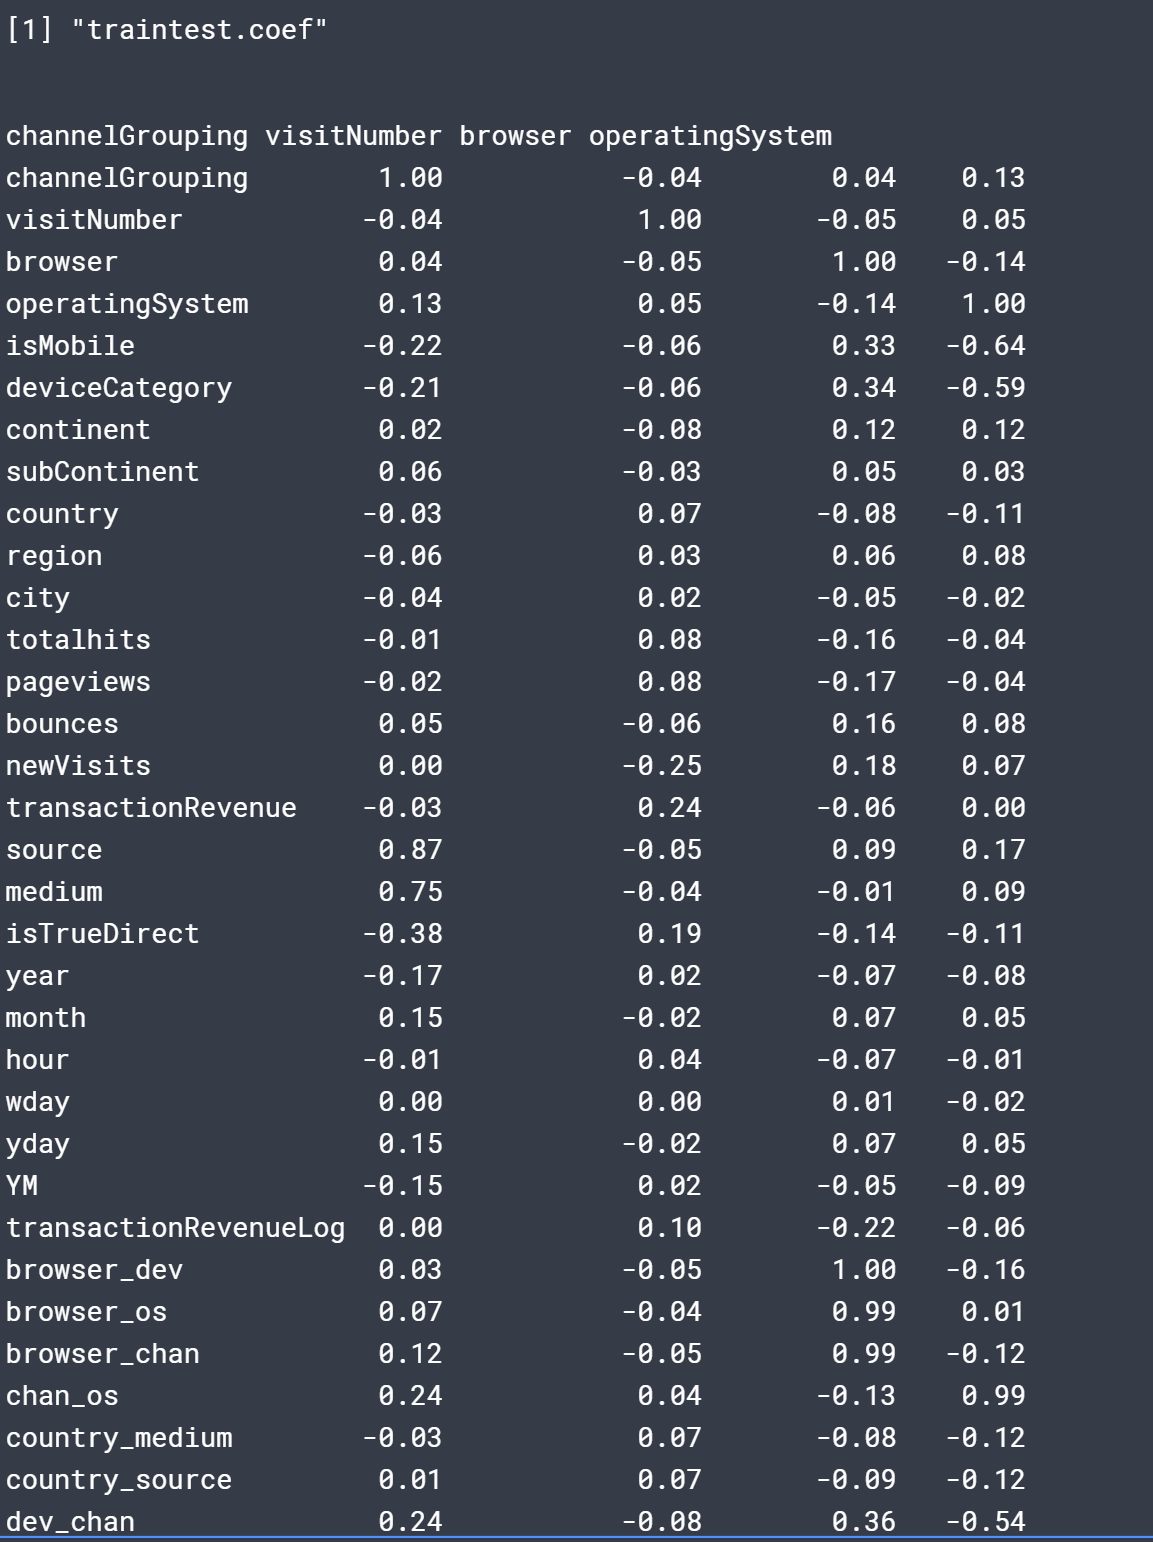 [1] "traintest.coef"
channelGrouping visitNumber browser operatingSystem
channelGrouping 1.00 -0.04 0.04 0.13
visitNumber -0.04 1.00 -0.05 0.05
browser 0.04 -0.05 1.00 -0.14
operatingSystem 0.13 0.05 -0.14 1.00
isMobile -0.22 -0.06 0.33 -0.64
deviceCategory -0.21 -0.06 0.34 -0.59
continent 0.02 -0.08 0.12 0.12
subContinent 0.06 -0.03 0.05 0.03
country -0.03 0.07 -0.08 -0.11
region -0.06 0.03 0.06 0.08
city -0.04 0.02 -0.05 -0.02
totalhits -0.01 0.08 -0.16 -0.04
pageviews -0.02 0.08 -0.17 -0.04
bounces 0.05 -0.06 0.16 0.08
newVisits 0.00 -0.25 0.18 0.07
transactionRevenue -0.03 0.24 -0.06 0.00
source 0.87 -0.05 0.09 0.17
medium 0.75 -0.04 -0.01 0.09
isTrueDirect -0.38 0.19 -0.14 -0.11
year -0.17 0.02 -0.07 -0.08
month 0.15 -0.02 0.07 0.05
hour -0.01 0.04 -0.07 -0.01
wday 0.00 0.00 0.01 -0.02
yday 0.15 -0.02 0.07 0.05
YM -0.15 0.02 -0.05 -0.09
transactionRevenueLog 0.00 0.10 -0.22 -0.06
browser_dev 0.03 -0.05 1.00 -0.16
browser_os 0.07 -0.04 0.99 0.01
browser_chan 0.12 -0.05 0.99 -0.12
chan_os 0.24 0.04 -0.13 0.99
country_medium -0.03 0.07 -0.08 -0.12
country_source 0.01 0.07 -0.09 -0.12
dev_chan 0.24 -0.08 0.36 -0.54